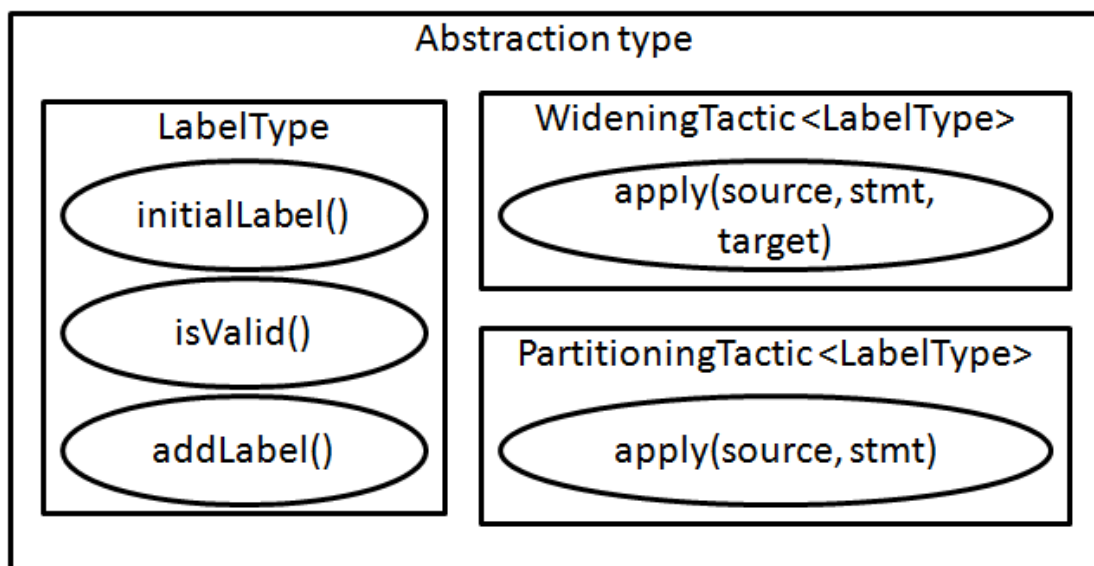 Abstraction type
LabelType
initialLabel()
isValid()
addLabel()
WideningTactic <LabelType>
apply(source, stmt,
target)
PartitioningTactic <LabelType>
apply(source, stmt)